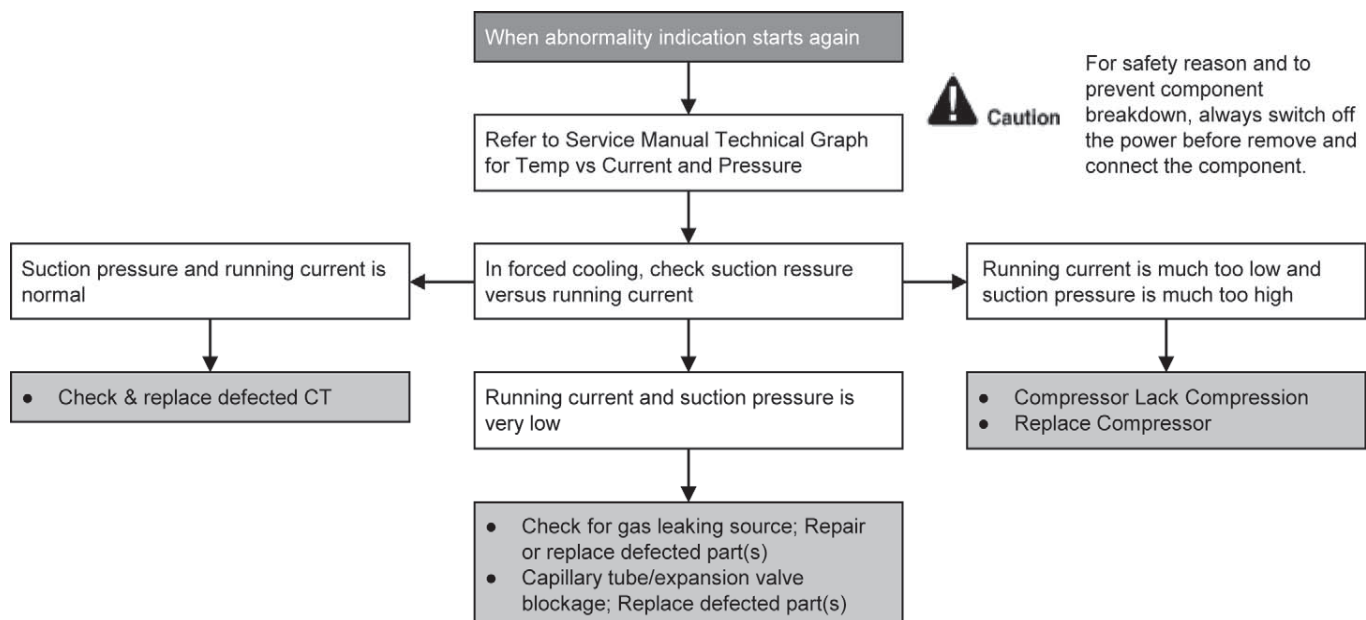 When abnormality indication starts again
For safety reason and to
prevent component
breakdown, always switch off
the power before remove and
connect the component.
Caution
Refer to Service Manual Technical Graph
for Temp vs Current and Pressure
Suction pressure and running current is
normal
In forced cooling, check suction ressure
versus running current
Running current is much too low and
suction pressure is much too high
● Check & replace defected CT
Running current and suction pressure is
very low
● Compressor Lack Compression
● Replace Compressor
● Check for gas leaking source; Repair
or replace defected part(s)
● Capillary tube/expansion valve
blockage; Replace defected part(s)